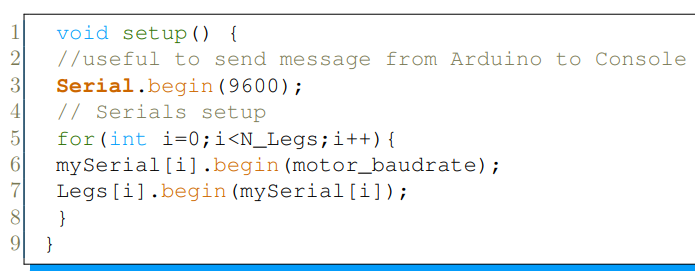 1 void setup() {
2 //useful to send message from Arduino to Console
3 Serial.begin(9600);
4 // Serials setup
5 for(int i=0;i<N_Legs;i++){
6 mySerial[i].begin(motor_baudrate);
7 Legs[i].begin(mySerial[i]);
8 }
9 }